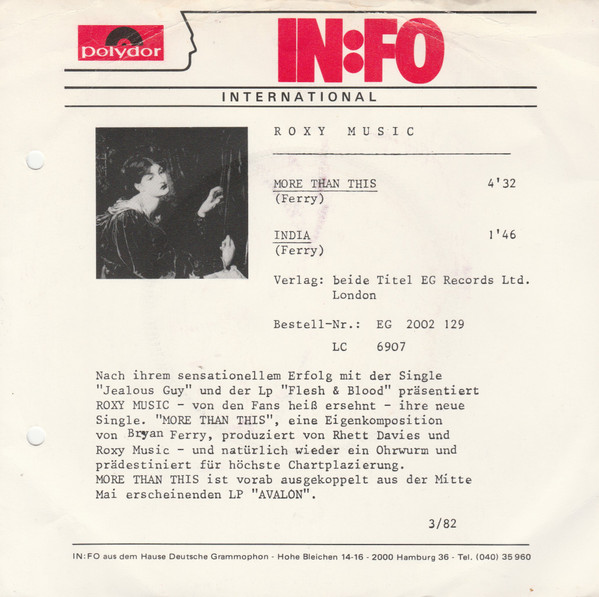 polydor
IN:FO
INTERNATIONAL
ROXY MUSIC
MORE THAN THIS 4'32
(Ferry)
INDIA 1'46
(Ferry)
Verlag: beide Titel EG Records Ltd.
London
Bestell-Nr.: EG 2002 129
LC 6907
Nach ihrem sensationellem Erfolg mit der Single
"Jealous Guy" und der Lp "Flesh & Blood" präsentiert
ROXY MUSIC - von den Fans heiß ersehnt - ihre neue
Single. "MORE THAN THIS", eine Eigenkomposition
von Bryan Ferry, produziert von Rhett Davies und
Roxy Music - und natürlich wieder ein Ohrwurm und
prädestiniert für höchste Chartplazierung.
MORE THAN THIS ist vorab ausgekoppelt aus der Mitte
Mai erscheinenden LP "AVALON".
3/82
IN:FO aus dem Hause Deutsche Grammophon · Hohe Bleichen 14-16 · 2000 Hamburg 36 · Tel. (040) 35 960